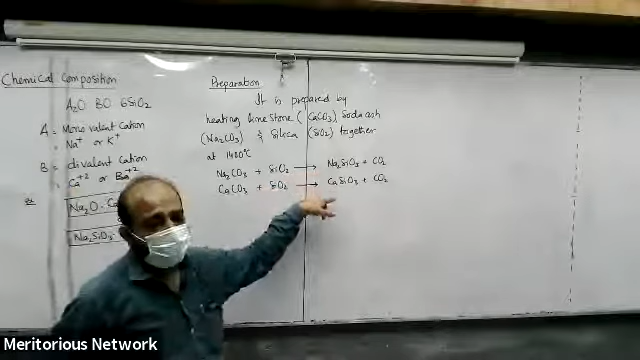 Chemical Composition
A2O BO 6SiO2
A = Mono valent Cation
= Na+ or K+
B = divalent Cation
= Ca+2 or Ba+2
Na2O·Ca
Na2SiO3·
Preparation
It is prepared by
heating lime stone (CaCO3) Soda ash
(Na2CO3) & Silica (SiO2) together
at 1400°C
Na2CO3 + SiO2 → Na2SiO3 + CO2
CaCO3 + SiO2 → CaSiO3 + CO2
Meritorious Network